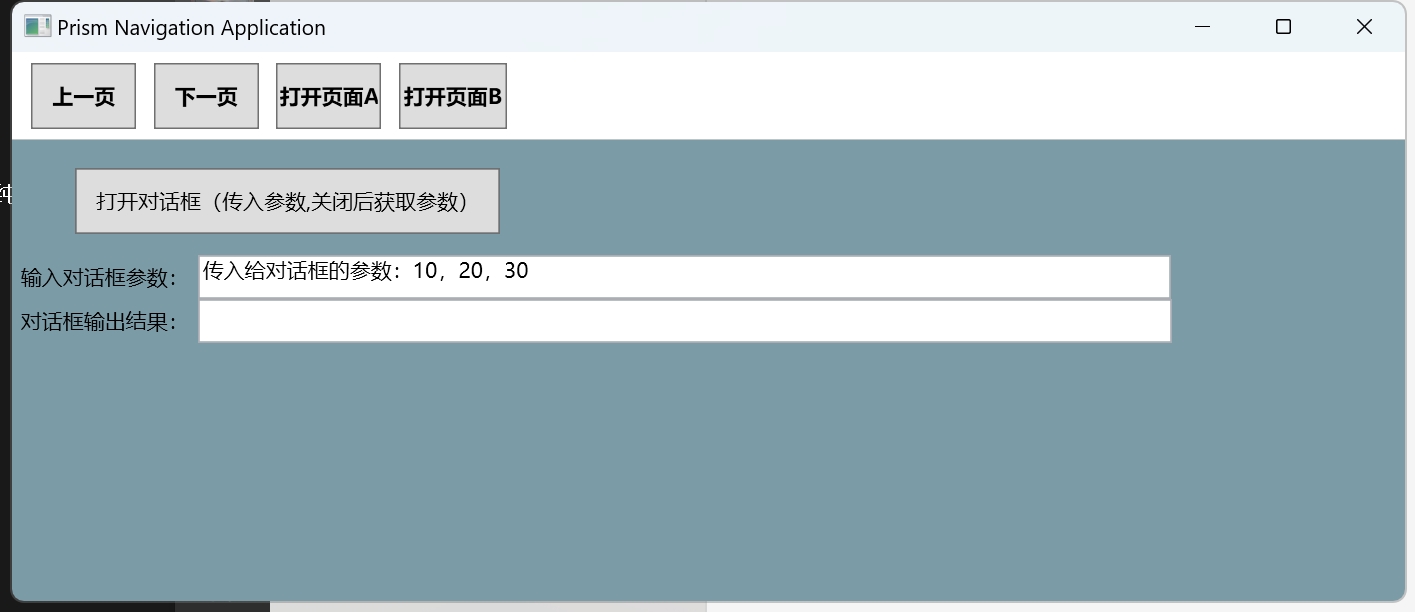 Prism Navigation Application
上一页 下一页 打开页面A 打开页面B
打开对话框（传入参数,关闭后获取参数）
输入对话框参数： 传入给对话框的参数：10，20，30
对话框输出结果：